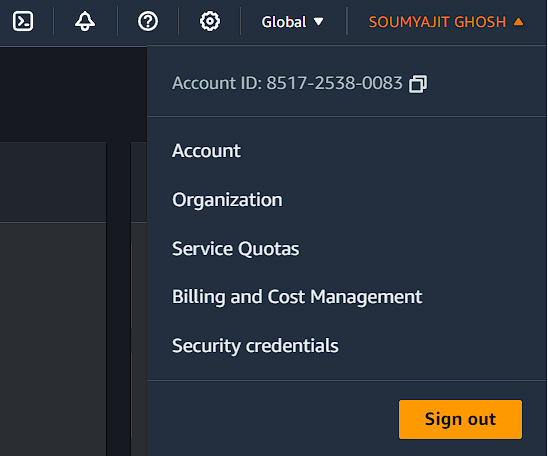 Global SOUMYAJIT GHOSH
Account ID: 8517-2538-0083
Account
Organization
Service Quotas
Billing and Cost Management
Security credentials
Sign out